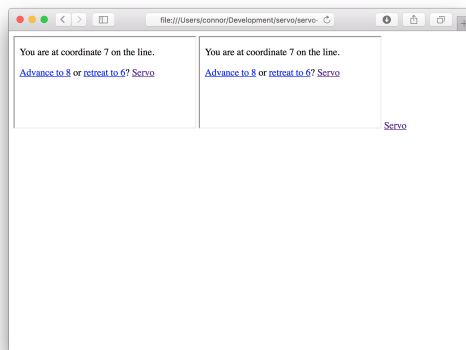 file:///Users/connor/Development/servo/servo-
You are at coordinate 7 on the line.
Advance to 8 or retreat to 6? Servo
You are at coordinate 7 on the line.
Advance to 8 or retreat to 6? Servo
Servo